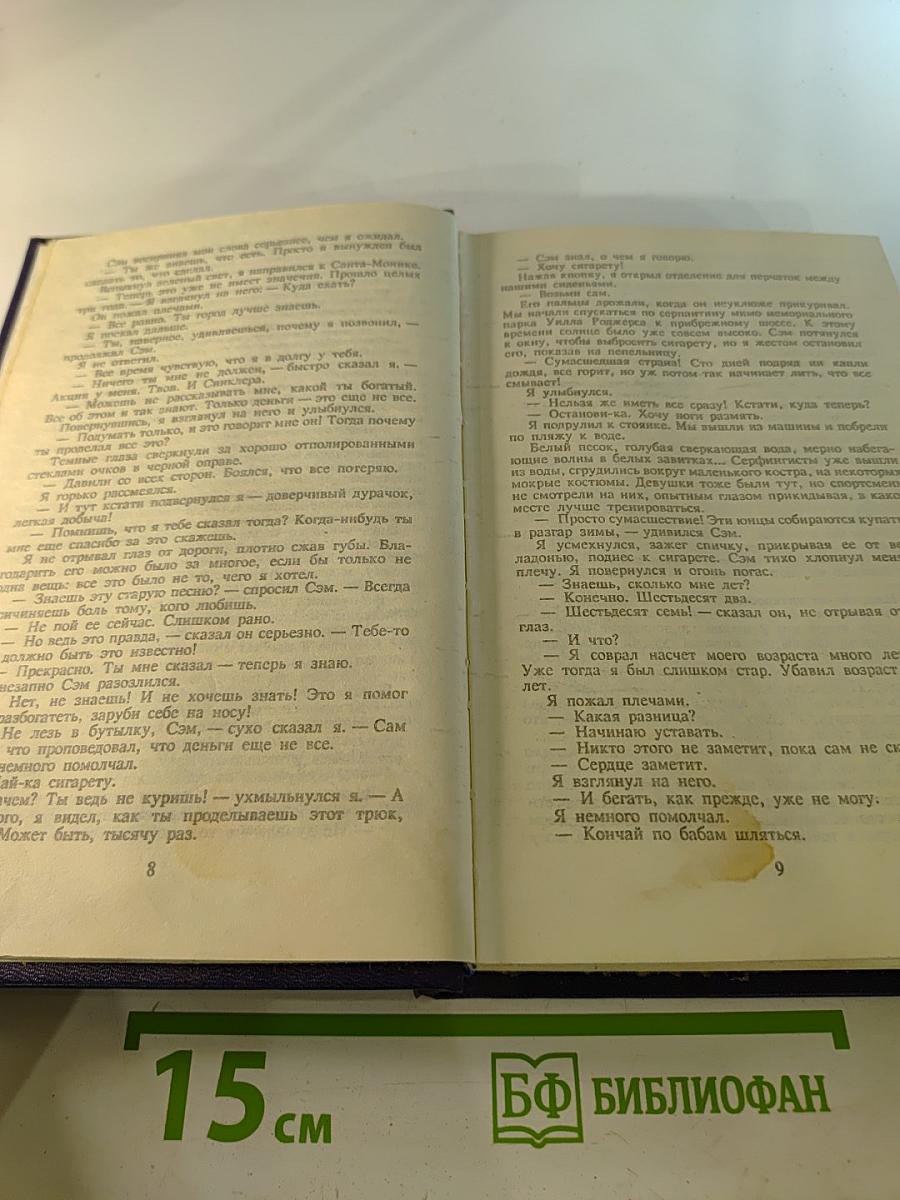 Сэм воспринял мои слова серьезнее, чем я ожидал.
— Ты же знаешь, что есть. Просто я вынужден был
сделать то, что сделал.
Вспыхнул зеленый свет, я направился к Санта-Монике.
— Теперь это уже не имеет значения. Прошло целых
три года. — Я взглянул на него: — Куда ехать?
Он пожал плечами.
— Все равно. Ты город лучше знаешь.
Я поехал дальше.
— Ты, наверное, удивляешься, почему я позвонил, —
продолжал Сэм.
Я не ответил.
— Все время чувствую, что я в долгу у тебя.
— Ничего ты мне не должен, — быстро сказал я. —
Акции у меня. Твои. И Синклера.
— Можешь не рассказывать мне, какой ты богатый.
Все об этом и так знают. Только деньги — это еще не все.
Повернувшись, я взглянул на него и улыбнулся.
— Подумать только, и это говорит мне он! Тогда почему
ты проделал все это?
Темные глаза сверкнули за хорошо отполированными
стеклами очков в черной оправе.
— Давили со всех сторон. Боялся, что все потеряю.
Я горько рассмеялся.
— И тут кстати подвернулся я — доверчивый дурачок,
легкая добыча!
— Помнишь, что я тебе сказал тогда? Когда-нибудь ты
мне еще спасибо за это скажешь.
Я не отрывал глаз от дороги, плотно сжав губы. Бла-
годарить его можно было за многое, если бы только не
одна вещь: все это было не то, чего я хотел.
— Знаешь эту старую песню? — спросил Сэм. — Всегда
причиняешь боль тому, кого любишь.
— Не пой ее сейчас. Слишком рано.
— Но ведь это правда, — сказал он серьезно. — Тебе-то
должно быть это известно!
— Прекрасно. Ты мне сказал — теперь я знаю.
незапно Сэм разозлился.
Нет, не знаешь! И не хочешь знать! Это я помог
разбогатеть, заруби себе на носу!
Не лезь в бутылку, Сэм, — сухо сказал я. — Сам
что проповедовал, что деньги еще не все.
немного помолчал.
ай-ка сигарету.
ачем? Ты ведь не куришь! — ухмыльнулся я. — А
ого, я видел, как ты проделываешь этот трюк,
Может быть, тысячу раз.
8
— Сэм знал, о чем я говорю.
— Хочу сигарету!
Нажав кнопку, я открыл отделение для перчаток между
нашими сиденьями.
— Возьми сам.
Его пальцы дрожали, когда он неуклюже прикуривал.
Мы начали спускаться по серпантину мимо мемориального
парка Уилла Роджерса к прибрежному шоссе. К этому
времени солнце было уже совсем высоко. Сэм потянулся
к окну, чтобы выбросить сигарету, но я жестом остановил
его, показав на пепельницу.
— Сумасшедшая страна! Сто дней подряд ни капли
дождя, все горит, но уж потом так начинает лить, что все
смывает!
Я улыбнулся.
— Нельзя же иметь все сразу! Кстати, куда теперь?
— Останови-ка. Хочу ноги размять.
Я подрулил к стоянке. Мы вышли из машины и побрели
по пляжу к воде.
Белый песок, голубая сверкающая вода, мерно набега-
ющие волны в белых завитках... Серфингисты уже вышли
из воды, сгрудились вокруг маленького костра, на некоторых
мокрые костюмы. Девушки тоже были тут, но спортсмены
не смотрели на них, опытным глазом прикидывая, в како
месте лучше тренироваться.
— Просто сумасшествие! Эти юнцы собираются купать
в разгар зимы, — удивился Сэм.
Я усмехнулся, зажег спичку, прикрывая ее от ве
ладонью, поднес к сигарете. Сэм тихо хлопнул меня
плечу. Я повернулся и огонь погас.
— Знаешь, сколько мне лет?
— Конечно. Шестьдесят два.
— Шестьдесят семь! — сказал он, не отрывая от
глаз.
— И что?
— Я соврал насчет моего возраста много ле
Уже тогда я был слишком стар. Убавил возраст
лет.
Я пожал плечами.
— Какая разница?
— Начинаю уставать.
— Никто этого не заметит, пока сам не ск
— Сердце заметит.
Я взглянул на него.
— И бегать, как прежде, уже не могу.
Я немного помолчал.
— Кончай по бабам шляться.
9
15 см
БФ БИБЛИОФАН